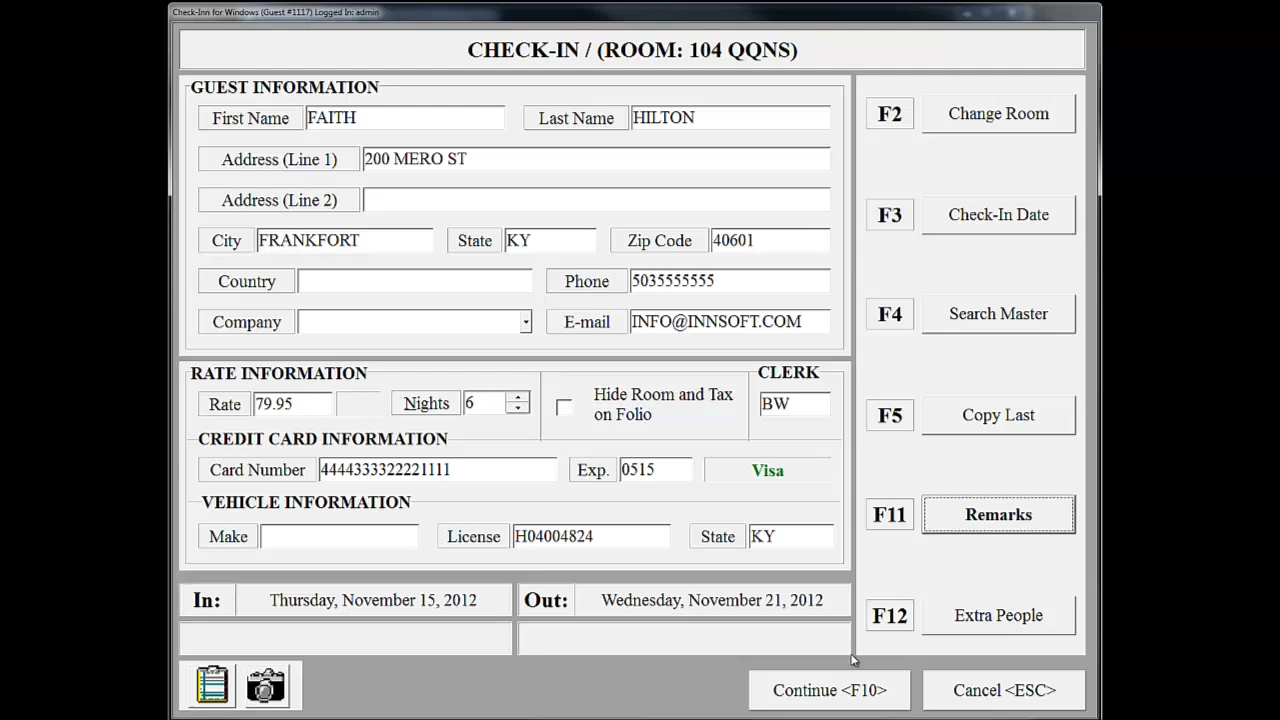 Check-Inn for Windows (Guest #1117) Logged In: admin
CHECK-IN / (ROOM: 104 QQNS)
GUEST INFORMATION
First Name FAITH Last Name HILTON
Address (Line 1) 200 MERO ST
Address (Line 2)
City FRANKFORT State KY Zip Code 40601
Country Phone 5035555555
Company E-mail INFO@INNSOFT.COM
RATE INFORMATION CLERK
Rate 79.95 Nights 6 Hide Room and Tax on Folio BW
CREDIT CARD INFORMATION
Card Number 4444333322221111 Exp. 0515 Visa
VEHICLE INFORMATION
Make License H04004824 State KY
In: Thursday, November 15, 2012 Out: Wednesday, November 21, 2012
F2 Change Room
F3 Check-In Date
F4 Search Master
F5 Copy Last
F11 Remarks
F12 Extra People
Continue <F10> Cancel <ESC>